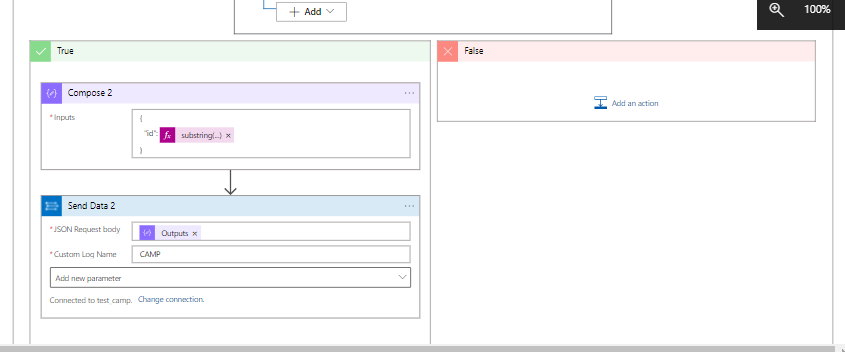 + Add
100%
True
False
{/} Compose 2 ...
* Inputs
{
"id": fx substring(...) ×
}
Add an action
Send Data 2 ...
* JSON Request body
{/} Outputs ×
* Custom Log Name
CAMP
Add new parameter
Connected to test camp. Change connection.